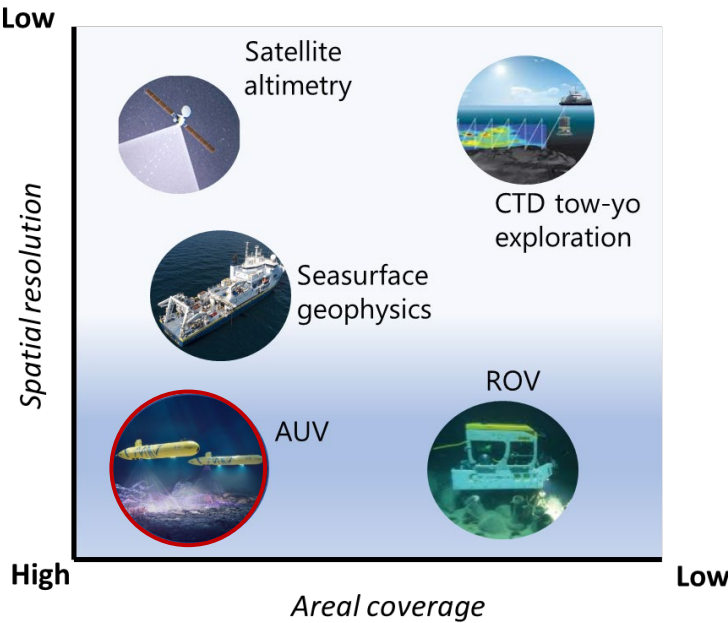 Low
Satellite
altimetry
CTD tow-yo
exploration
Spatial resolution
Seasurface
geophysics
ROV
AUV
High
Low
Areal coverage